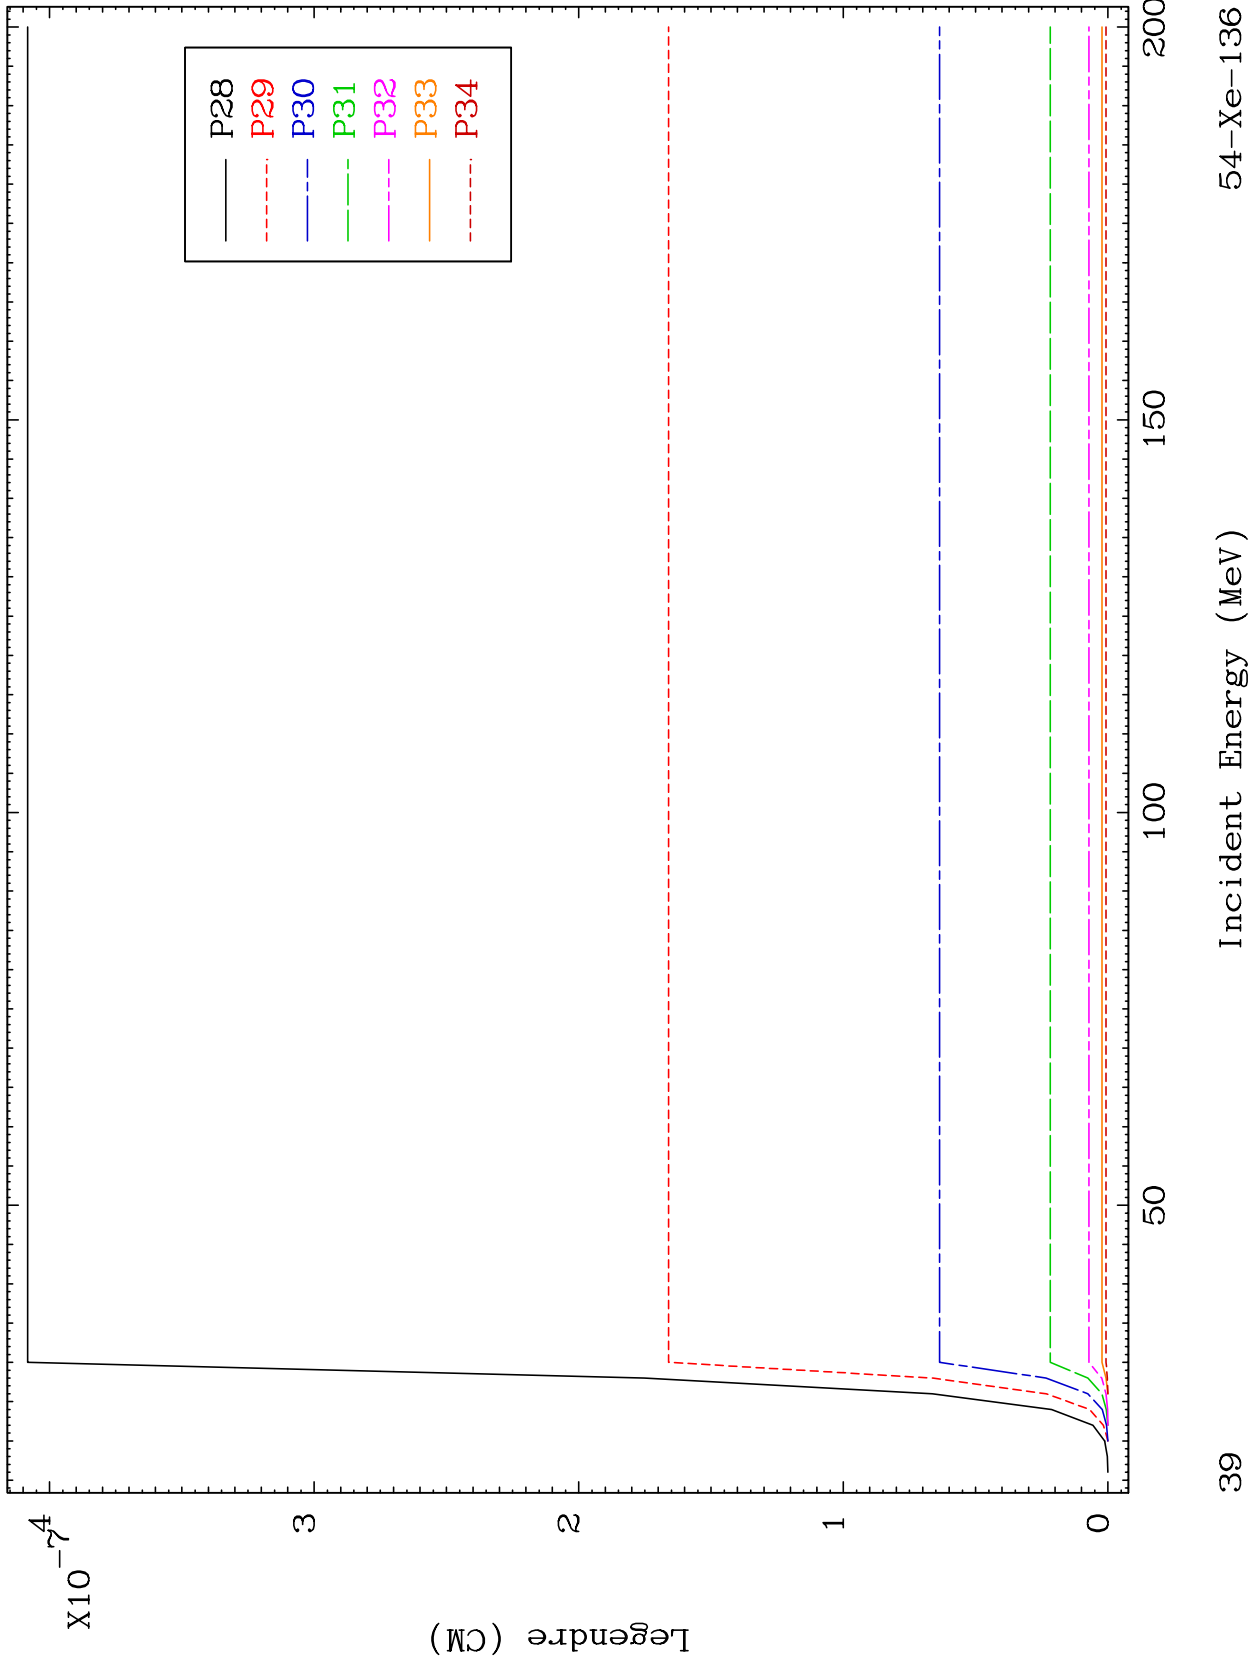 X10 -7
4
3
2
1
0
Legendre (CM)
P28
P29
P30
P31
P32
P33
P34
50
100
150
200
39
Incident Energy (MeV)
54-Xe-136